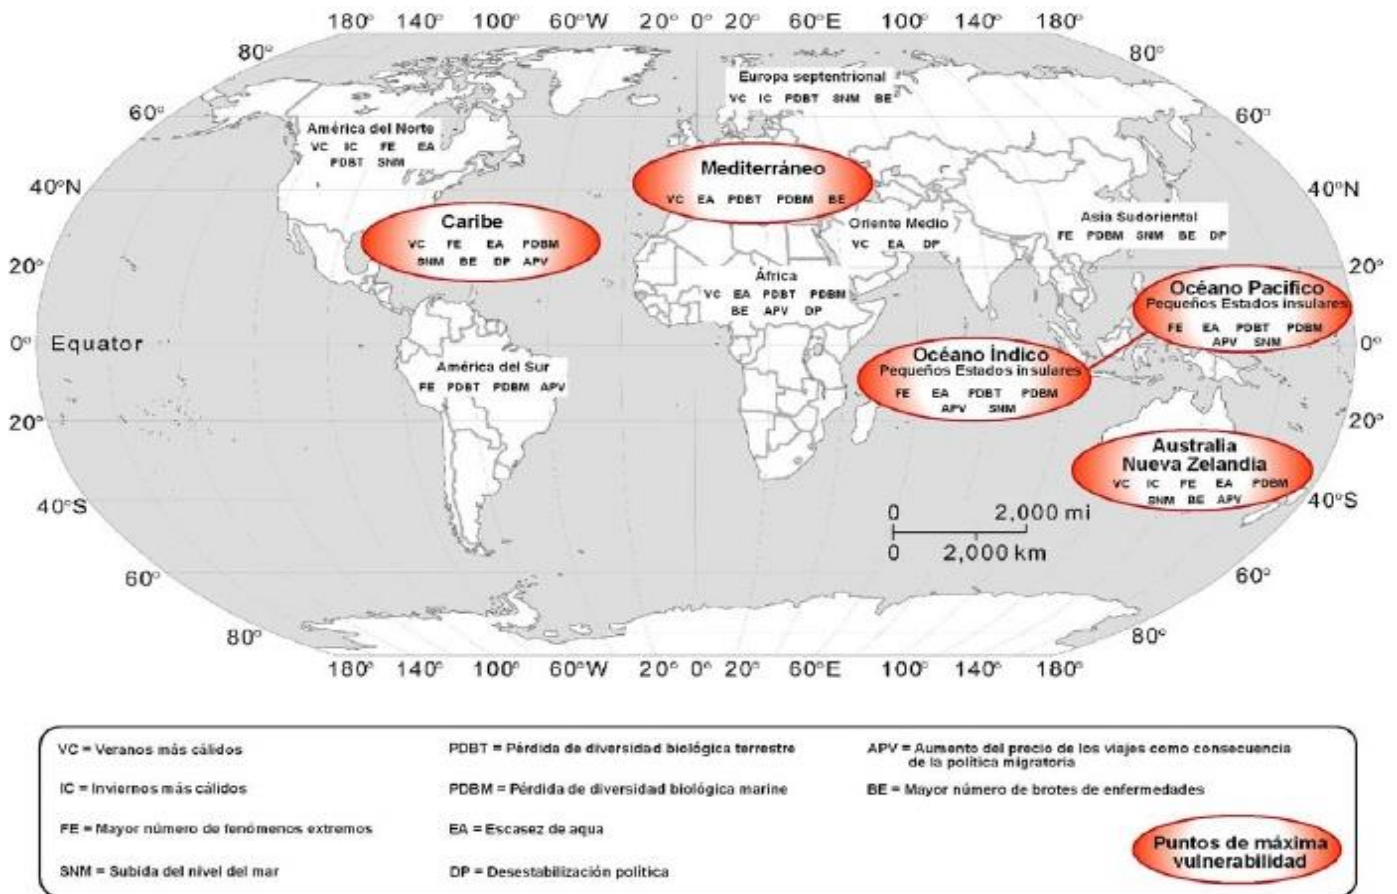 180° 140° 100° 60°W 20° 0° 20° 60°E 100° 140° 180°
80° 80°
Europa septentrional
VC IC PDBT SNM BE
60° 60°
América del Norte
VC IC FE EA
PDBT SNM
Mediterráneo
VC EA PDBT PDBM BE
40°N 40°N
Caribe
VC FE EA PDBM
SNM BE DP APV
Oriente Medio
VC EA DP
Asia Sudoriental
FE PDBM SNM BE DP
20° 20°
África
VC EA PDBT PDBM
BE APV DP
Océano Pacifico
Pequeños Estados insulares
FE EA PDBT PDBM
APV SNM
0° Equator 0°
Océano Índico
Pequeños Estados insulares
FE EA PDBT PDBM
APV SNM
América del Sur
FE PDBT PDBM APV
20° 20°
Australia
Nueva Zelandia
VC IC FE EA PDBM
SNM BE APV
40°S 40°S
0 2,000 mi
0 2,000 km
60° 60°
80° 80°
180° 140° 100° 60°W 20° 0° 20° 60°E 100° 140° 180°
VC = Veranos más cálidos
IC = Inviernos más cálidos
FE = Mayor número de fenómenos extremos
SNM = Subida del nivel del mar
PDBT = Pérdida de diversidad biológica terrestre
PDBM = Pérdida de diversidad biológica marine
EA = Escasez de aqua
DP = Desestabilización política
APV = Aumento del precio de los viajes como consecuencia
de la política migratoria
BE = Mayor número de brotes de enfermedades
Puntos de máxima
vulnerabilidad